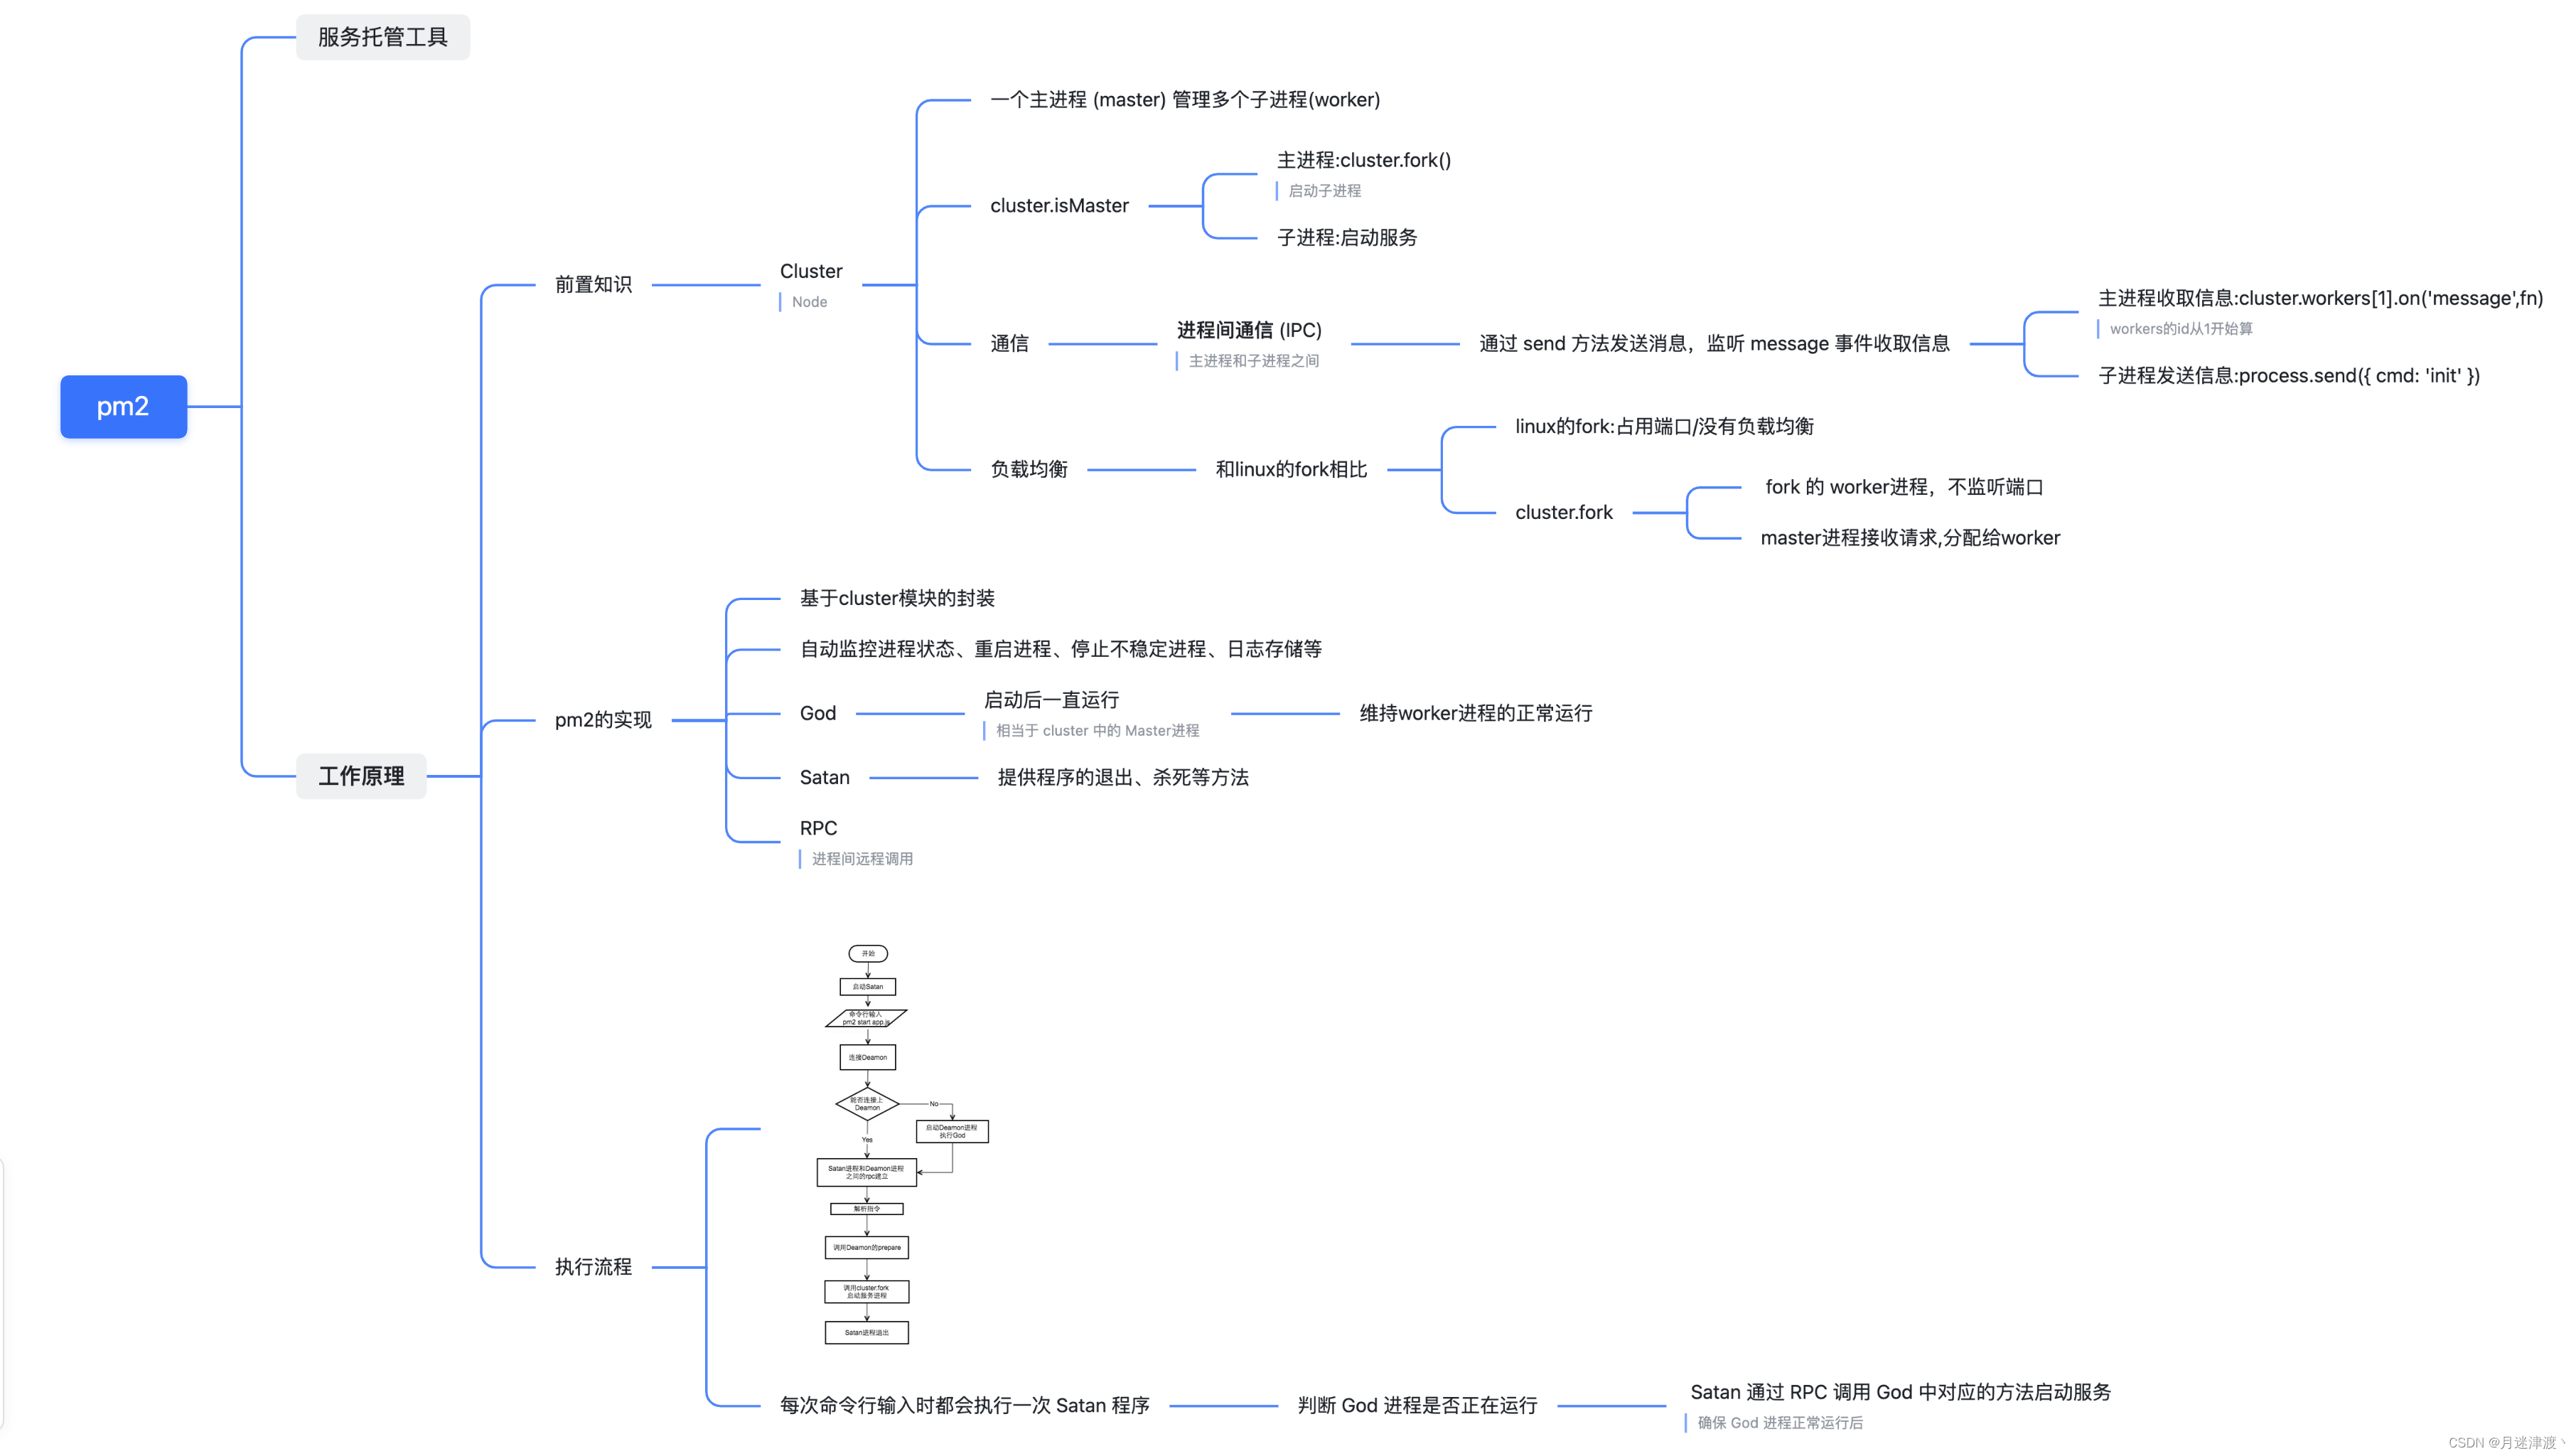 服务托管工具
一个主进程 (master) 管理多个子进程(worker)
主进程:cluster.fork()
启动子进程
cluster.isMaster
子进程:启动服务
前置知识
Cluster
Node
主进程收取信息:cluster.workers[1].on('message',fn)
workers的id从1开始算
通信
进程间通信 (IPC)
主进程和子进程之间
通过 send 方法发送消息，监听 message 事件收取信息
子进程发送信息:process.send({ cmd: 'init' })
pm2
linux的fork:占用端口/没有负载均衡
负载均衡
和linux的fork相比
fork 的 worker进程，不监听端口
cluster.fork
master进程接收请求,分配给worker
基于cluster模块的封装
自动监控进程状态、重启进程、停止不稳定进程、日志存储等
pm2的实现
God
启动后一直运行
相当于 cluster 中的 Master进程
维持worker进程的正常运行
工作原理
Satan
提供程序的退出、杀死等方法
RPC
进程间远程调用
开始
启动Satan
命令行输入
pm2 start app.js
连接Deamon
能否连接上
Deamon
No
启动Deamon进程
执行God
Yes
Satan进程和Deamon进程
之间的rpc建立
解析指令
调用Deamon的prepare
执行流程
调用cluster.fork
启动服务进程
Satan进程退出
每次命令行输入时都会执行一次 Satan 程序
判断 God 进程是否正在运行
Satan 通过 RPC 调用 God 中对应的方法启动服务
确保 God 进程正常运行后
CSDN @月迷津渡丶